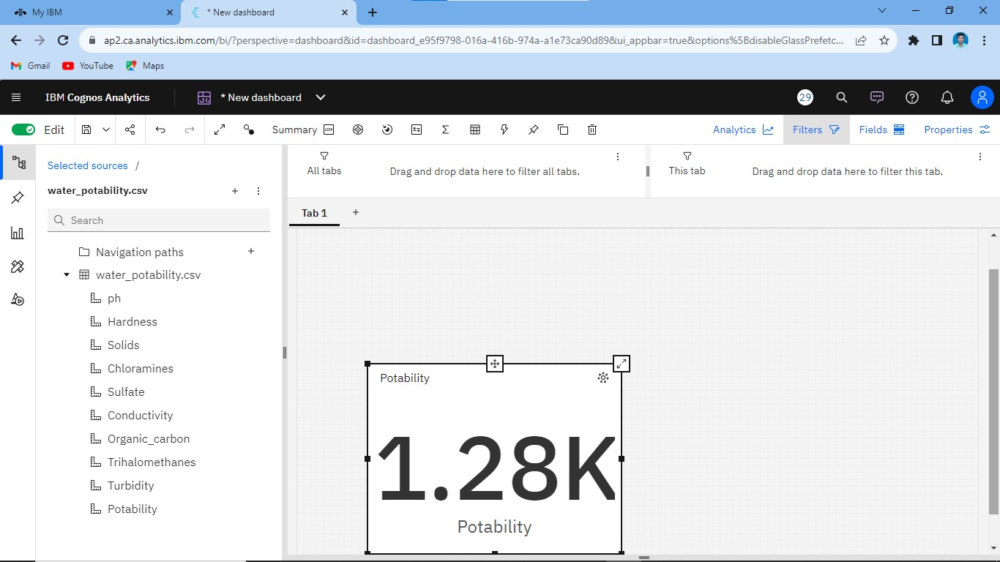 My IBM
* New dashboard
ap2.ca.analytics.ibm.com/bi/?perspective=dashboard&id=dashboard_e95f9798-016a-416b-974a-a1e73ca90d89&ui_appbar=true&options%5BdisableGlassPrefetc...
Gmail
YouTube
Maps
IBM Cognos Analytics
* New dashboard
29
Edit
Summary
Analytics
Filters
Fields
Properties
Selected sources /
water_potability.csv
Search
Navigation paths
water_potability.csv
ph
Hardness
Solids
Chloramines
Sulfate
Conductivity
Organic_carbon
Trihalomethanes
Turbidity
Potability
All tabs
Drag and drop data here to filter all tabs.
This tab
Drag and drop data here to filter this tab.
Tab 1
Potability
1.28K
Potability